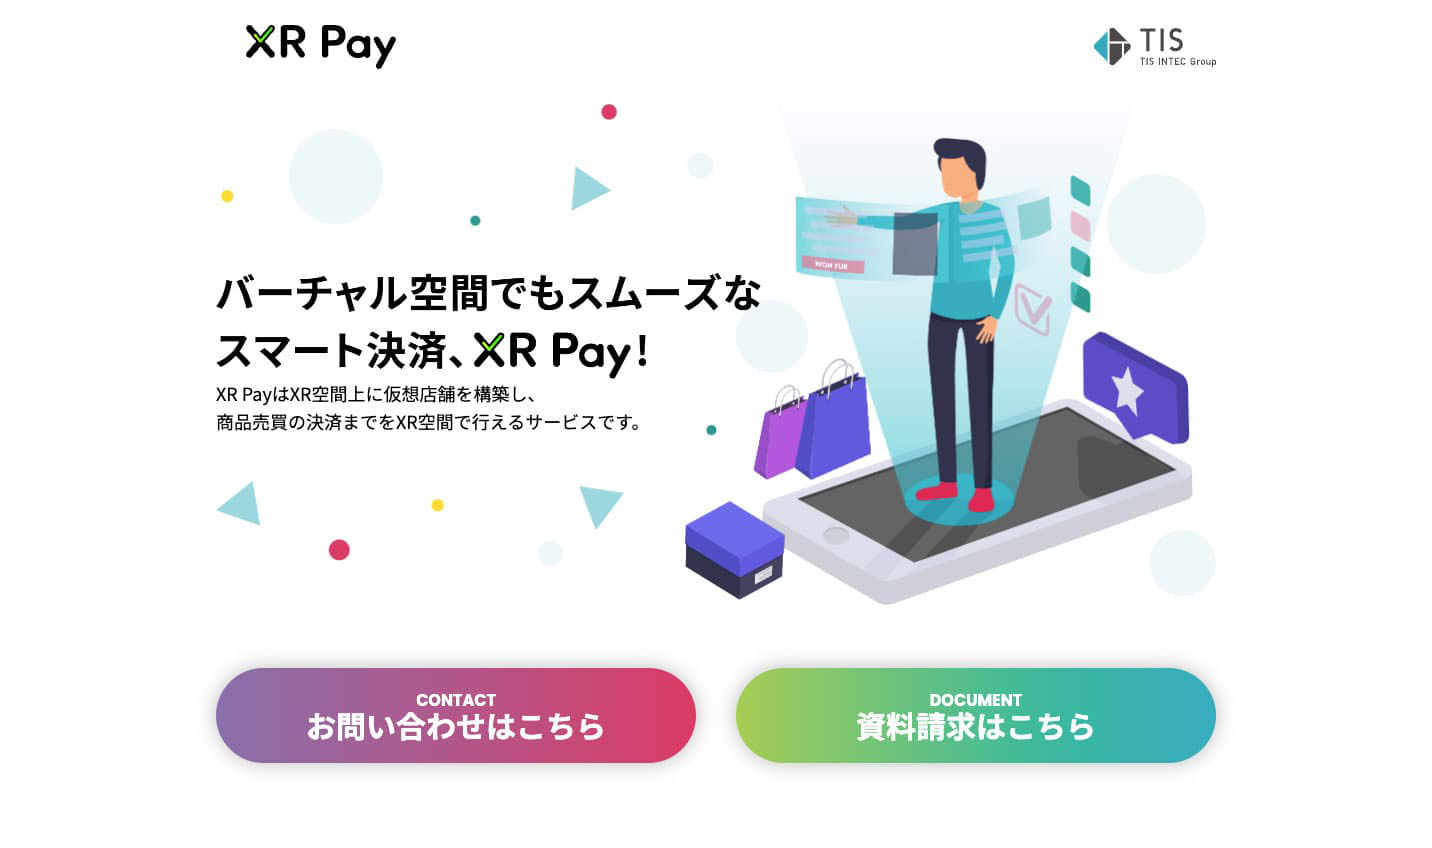 XR Pay
TIS
TIS INTEC Group
バーチャル空間でもスムーズな
スマート決済、XR Pay!
XR PayはXR空間上に仮想店舗を構築し、
商品売買の決済までをXR空間で行えるサービスです。
CONTACT
お問い合わせはこちら
DOCUMENT
資料請求はこちら